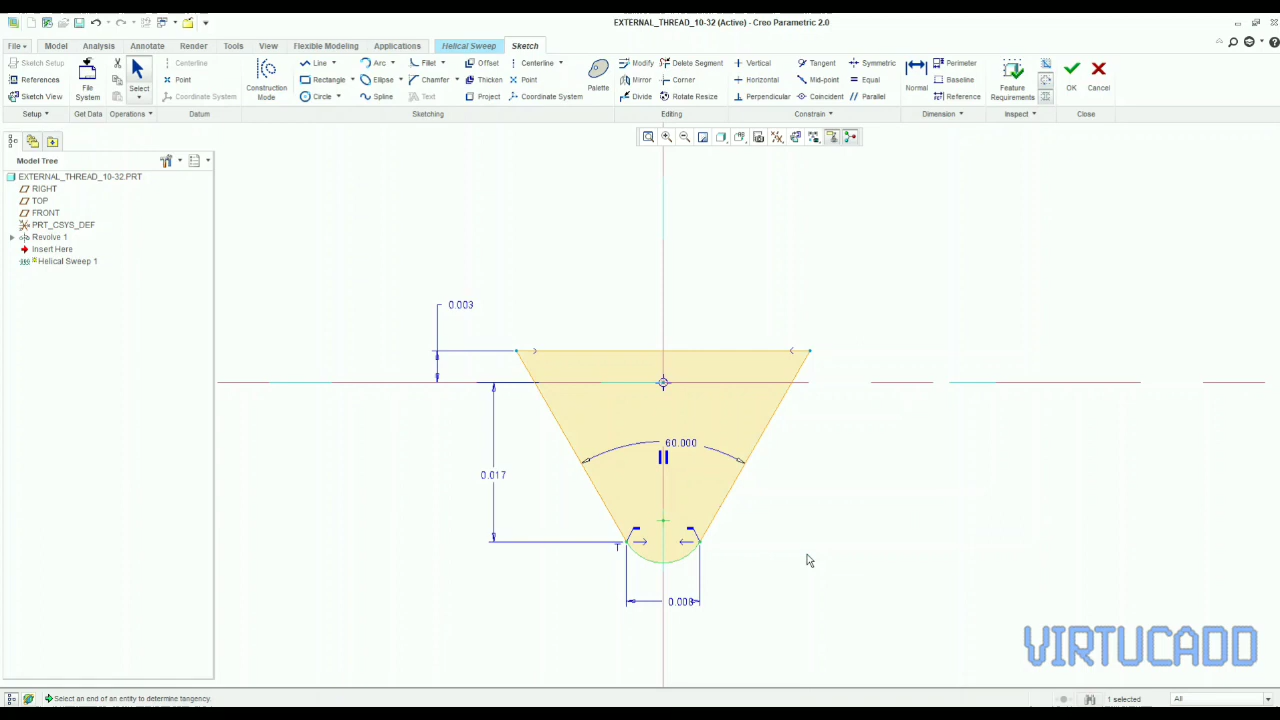 EXTERNAL_THREAD_10-32 (Active) - Creo Parametric 2.0
File Model Analysis Annotate Render Tools View Flexible Modeling Applications Helical Sweep Sketch
Sketch Setup
References
Sketch View
Setup
File System
Get Data
Select
Operations
Centerline
Point
Coordinate System
Datum
Construction Mode
Line Arc Fillet Offset Centerline
Rectangle Ellipse Chamfer Thicken Point
Circle Spline Text Project Coordinate System
Sketching
Palette
Modify Delete Segment
Mirror Corner
Divide Rotate Resize
Editing
Vertical Tangent Symmetric
Horizontal Mid-point Equal
Perpendicular Coincident Parallel
Constrain
Normal
Perimeter
Baseline
Reference
Dimension
Feature Requirements
Inspect
OK
Cancel
Close
Model Tree
EXTERNAL_THREAD_10-32.PRT
RIGHT
TOP
FRONT
PRT_CSYS_DEF
Revolve 1
Insert Here
Helical Sweep 1
0.003
60.000
0.017
T
0.008
VIRTUCADO
Select an end of an entity to determine tangency.
1 selected
All